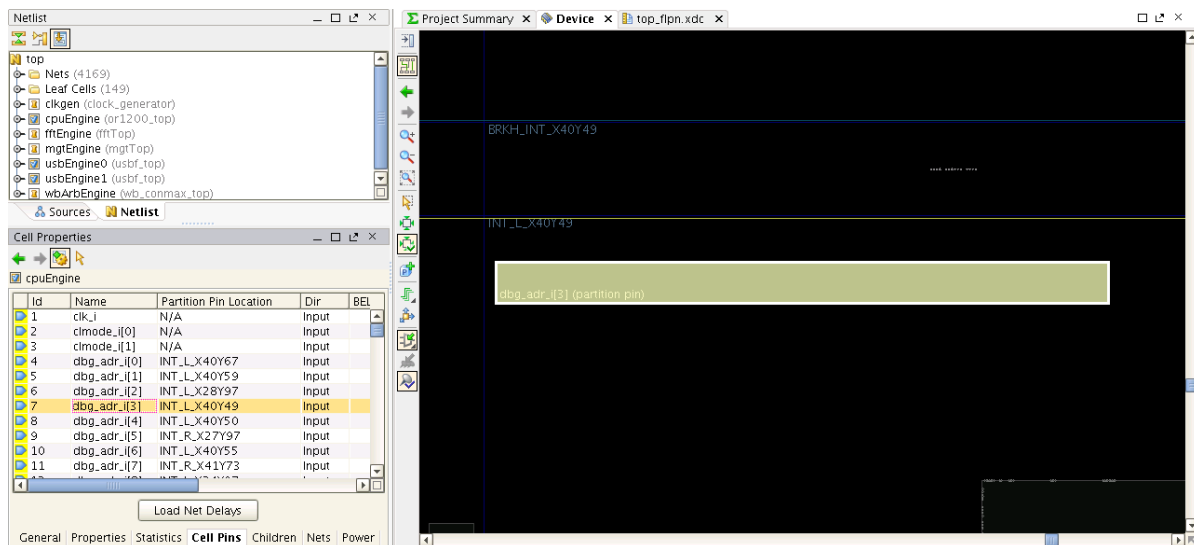 Netlist
top
Nets (4169)
Leaf Cells (149)
clkgen (clock_generator)
cpuEngine (or1200_top)
fftEngine (fftTop)
mgtEngine (mgtTop)
usbEngine0 (usbf_top)
usbEngine1 (usbf_top)
wbArbEngine (wb_conmax_top)
Sources Netlist
Cell Properties
cpuEngine
Id Name Partition Pin Location Dir BEL
1 clk_i N/A Input
2 clmode_i[0] N/A Input
3 clmode_i[1] N/A Input
4 dbg_adr_i[0] INT_L_X40Y67 Input
5 dbg_adr_i[1] INT_L_X40Y59 Input
6 dbg_adr_i[2] INT_L_X28Y97 Input
7 dbg_adr_i[3] INT_L_X40Y49 Input
8 dbg_adr_i[4] INT_L_X40Y50 Input
9 dbg_adr_i[5] INT_R_X27Y97 Input
10 dbg_adr_i[6] INT_L_X40Y55 Input
11 dbg_adr_i[7] INT_R_X41Y73 Input
Load Net Delays
General Properties Statistics Cell Pins Children Nets Power
Project Summary Device top_flpn.xdc
BRKH_INT_X40Y49
INT_L_X40Y49
dbg_adr_i[3] (partition pin)